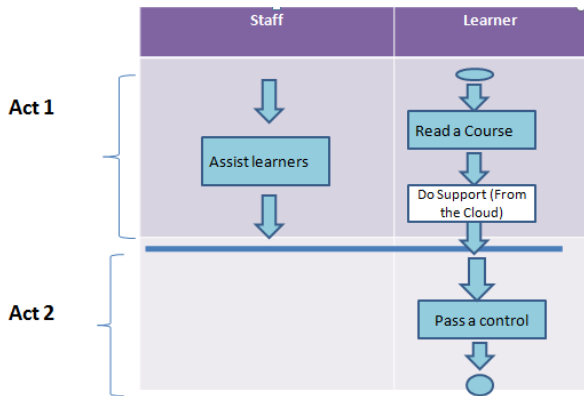 Staff
Learner
Act 1
Read a Course
Assist learners
Do Support (From
the Cloud)
Act 2
Pass a control